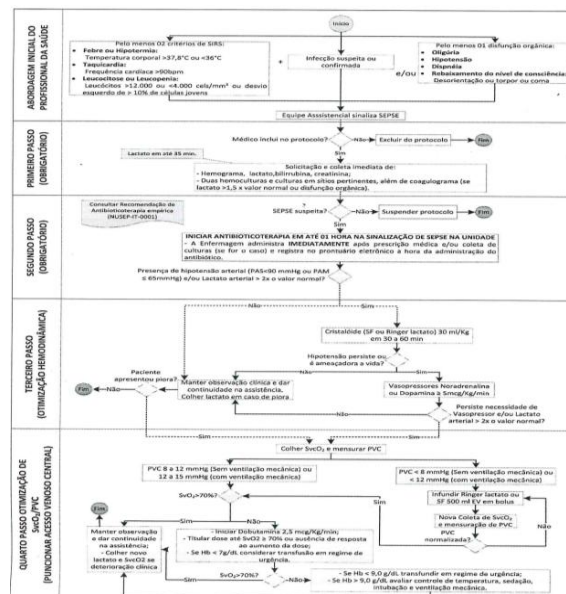 Início
ABORDAGEM INICIAL DO
PROFISSIONAL DA SAÚDE
Pelo menos 02 critérios de SIRS:
• Febre ou Hipotermia:
Temperatura corporal >37,8°C ou <36°C
• Taquicardia:
Frequência cardíaca >90bpm
• Leucocitose ou Leucopenia:
Leucócitos >12.000 ou <4.000 cels/mm³ ou desvio
esquerdo de > 10% de células jovens
+
Infecção suspeita ou
confirmada
e/ou
Pelo menos 01 disfunção orgânica:
• Oligúria
• Hipotensão
• Dispnéia
• Rebaixamento do nível de consciência:
Desorientação ou torpor ou coma
Equipe Assistencial sinaliza SEPSE
PRIMEIRO PASSO
(OBRIGATÓRIO)
Médico inclui no protocolo?
Não
Excluir do protocolo
Fim
Sim
Lactato em até 35 min.
Solicitação e coleta imediata de:
- Hemograma, lactato,bilirrubina, creatinina;
- Duas hemoculturas e culturas em sítios pertinentes, além de coagulograma (se
lactato >1,5 x valor normal ou disfunção orgânica).
SEGUNDO PASSO
(OBRIGATÓRIO)
Consultar Recomendação de
Antibioticoterapia empírica
(NUSEP-IT-0001)
?
SEPSE suspeita?
Não
Suspender protocolo
Fim
Sim
INICIAR ANTIBIOTICOTERAPIA EM ATÉ 01 HORA NA SINALIZAÇÃO DE SEPSE NA UNIDADE
- A Enfermagem administra IMEDIATAMENTE após prescrição médica e/ou coleta de
culturas (se for o caso) e registra no prontuário eletrônico a hora da administração do
antibiótico.
Presença de hipotensão arterial (PAS<90 mmHg ou PAM
≤ 65mmHg) e/ou Lactato arterial > 2x o valor normal?
Não
Sim
TERCEIRO PASSO
(OTIMIZAÇÃO HEMODINÂMICA)
Cristalóide (SF ou Ringer lactato) 30 ml/Kg
em 30 a 60 min
Hipotensão persiste ou
é ameaçadora a vida?
Não
Sim
Paciente
apresentou piora?
Fim
Não
Manter observação clínica e dar
continuidade na assistência,
Colher lactato em caso de piora
Vasopressores Noradrenalina
ou Dopamina ≥ 5mcg/Kg/min
Não
Persiste necessidade de
Vasopressor e/ou Lactato
arterial > 2x o valor normal?
Sim
Sim
QUARTO PASSO OTIMIZAÇÃO DE
SvcO₂/PVC
(PUNCIONAR ACESSO VENOSO CENTRAL)
Colher SvcO₂ e mensurar PVC
PVC 8 a 12 mmHg (Sem ventilação mecânica) ou
12 a 15 mmHg (com ventilação mecânica)
PVC < 8 mmHg (Sem ventilação mecânica) ou
< 12 mmHg (com ventilação mecânica)
Fim
SvO₂>70%?
Sim
Infundir Ringer lactato ou
SF 500 ml EV em bolus
Nova Coleta de SvcO₂
e mensuração de PVC
Não
PVC
normalizada?
Sim
Não
Manter observação
e dar continuidade
na assistência;
- Colher novo
lactato e SvcO2 se
deterioração clínica
- Iniciar Dobutamina 2,5 mcg/Kg/min;
- Titular dose até SvO2 ≥ 70% ou ausência de resposta
ao aumento da dose;
- Se Hb < 7g/dL considerar transfusão em regime de
urgência.
Sim
SvO₂>70%?
Não
- Se Hb < 9,0 g/dL transfundir em regime de urgência;
- Se Hb > 9,0 g/dL avaliar controle de temperatura, sedação,
intubação e ventilação mecânica.